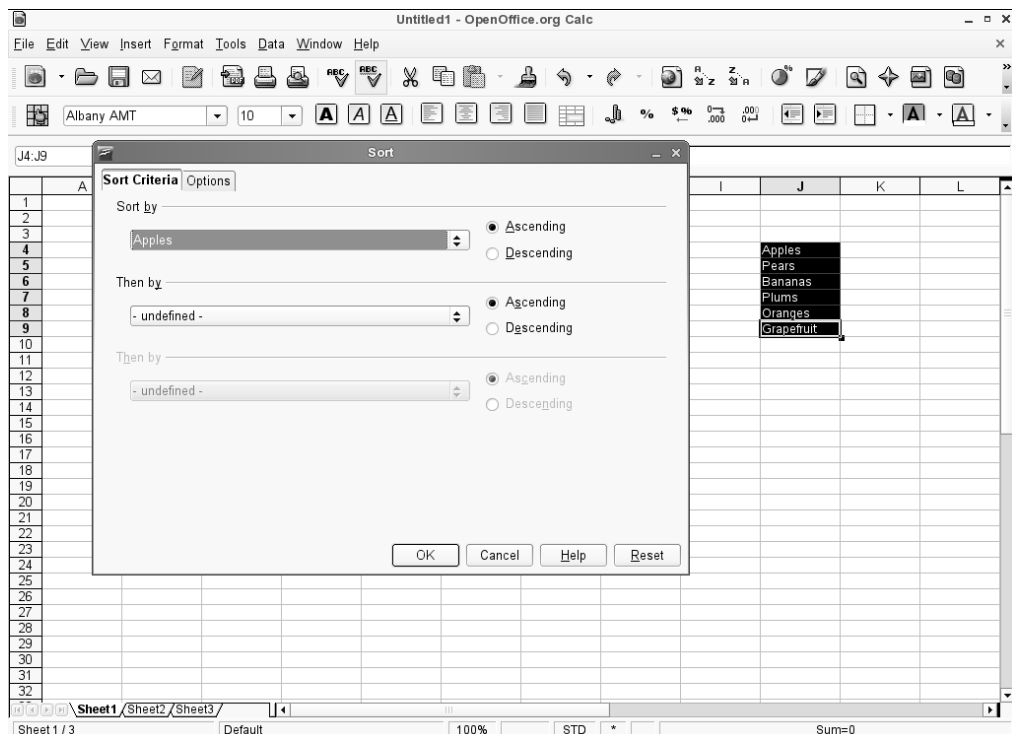 Untitled1 - OpenOffice.org Calc
File Edit View Insert Format Tools Data Window Help
ABC ABC
Albany AMT 10 A A A % $% .000 .000 A A
J4:J9
Sort
Sort Criteria Options
Sort by
Apples
Ascending
Descending
Then by
- undefined -
Ascending
Descending
Then by
- undefined -
Ascending
Descending
OK Cancel Help Reset
A I J K L
1
2
3
4 Apples
5 Pears
6 Bananas
7 Plums
8 Oranges
9 Grapefruit
10
11
12
13
14
15
16
17
18
19
20
21
22
23
24
25
26
27
28
29
30
31
32
Sheet1 Sheet2 Sheet3
Sheet 1 / 3 Default 100% STD * Sum=0